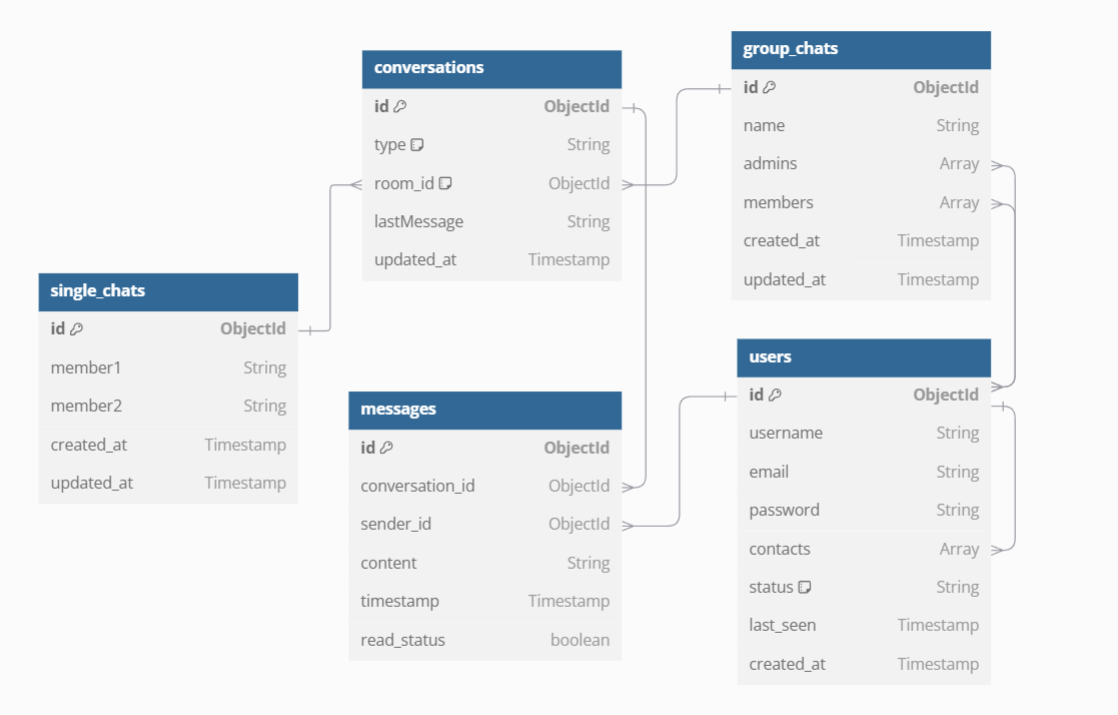 conversations
id ObjectId
type String
room_id ObjectId
lastMessage String
updated_at Timestamp
group_chats
id ObjectId
name String
admins Array
members Array
created_at Timestamp
updated_at Timestamp
single_chats
id ObjectId
member1 String
member2 String
created_at Timestamp
updated_at Timestamp
messages
id ObjectId
conversation_id ObjectId
sender_id ObjectId
content String
timestamp Timestamp
read_status boolean
users
id ObjectId
username String
email String
password String
contacts Array
status String
last_seen Timestamp
created_at Timestamp